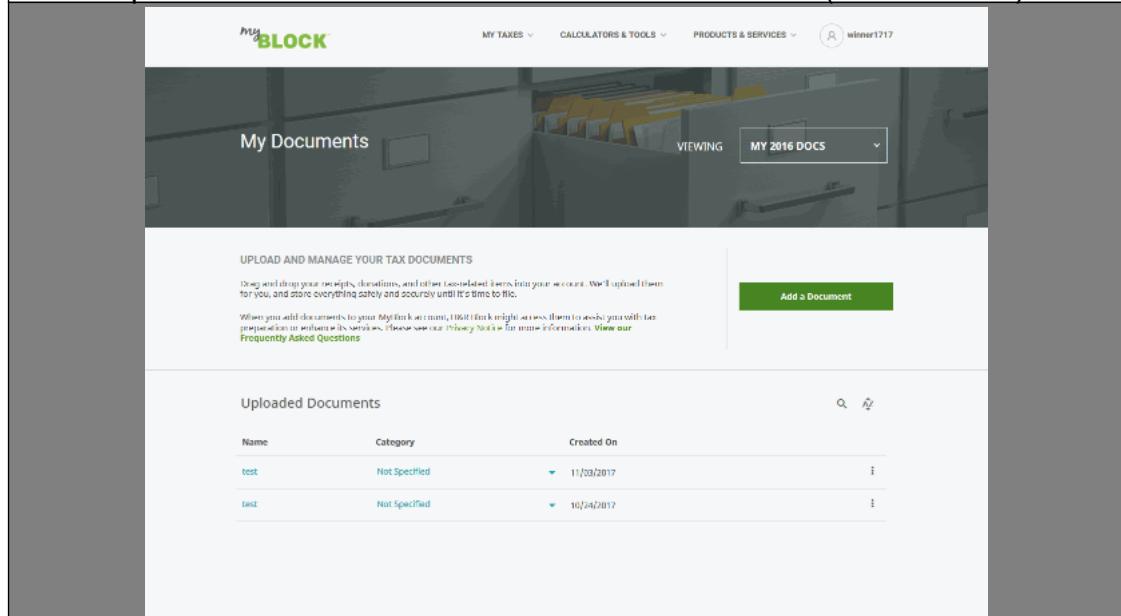 my BLOCK
MY TAXES
CALCULATORS & TOOLS
PRODUCTS & SERVICES
winner1717
My Documents
VIEWING
MY 2016 DOCS
UPLOAD AND MANAGE YOUR TAX DOCUMENTS
Drag and drop your receipts, donations, and other tax-related items into your account. We'll upload them
for you, and store everything safely and securely until it's time to file.
When you add documents to your MyBlock account, H&R Block might access them to assist you with tax
preparation or enhance its services. Please see our Privacy Notice for more information. View our
Frequently Asked Questions
Add a Document
Uploaded Documents
Name Category Created On
test Not Specified 11/03/2017
test Not Specified 10/24/2017